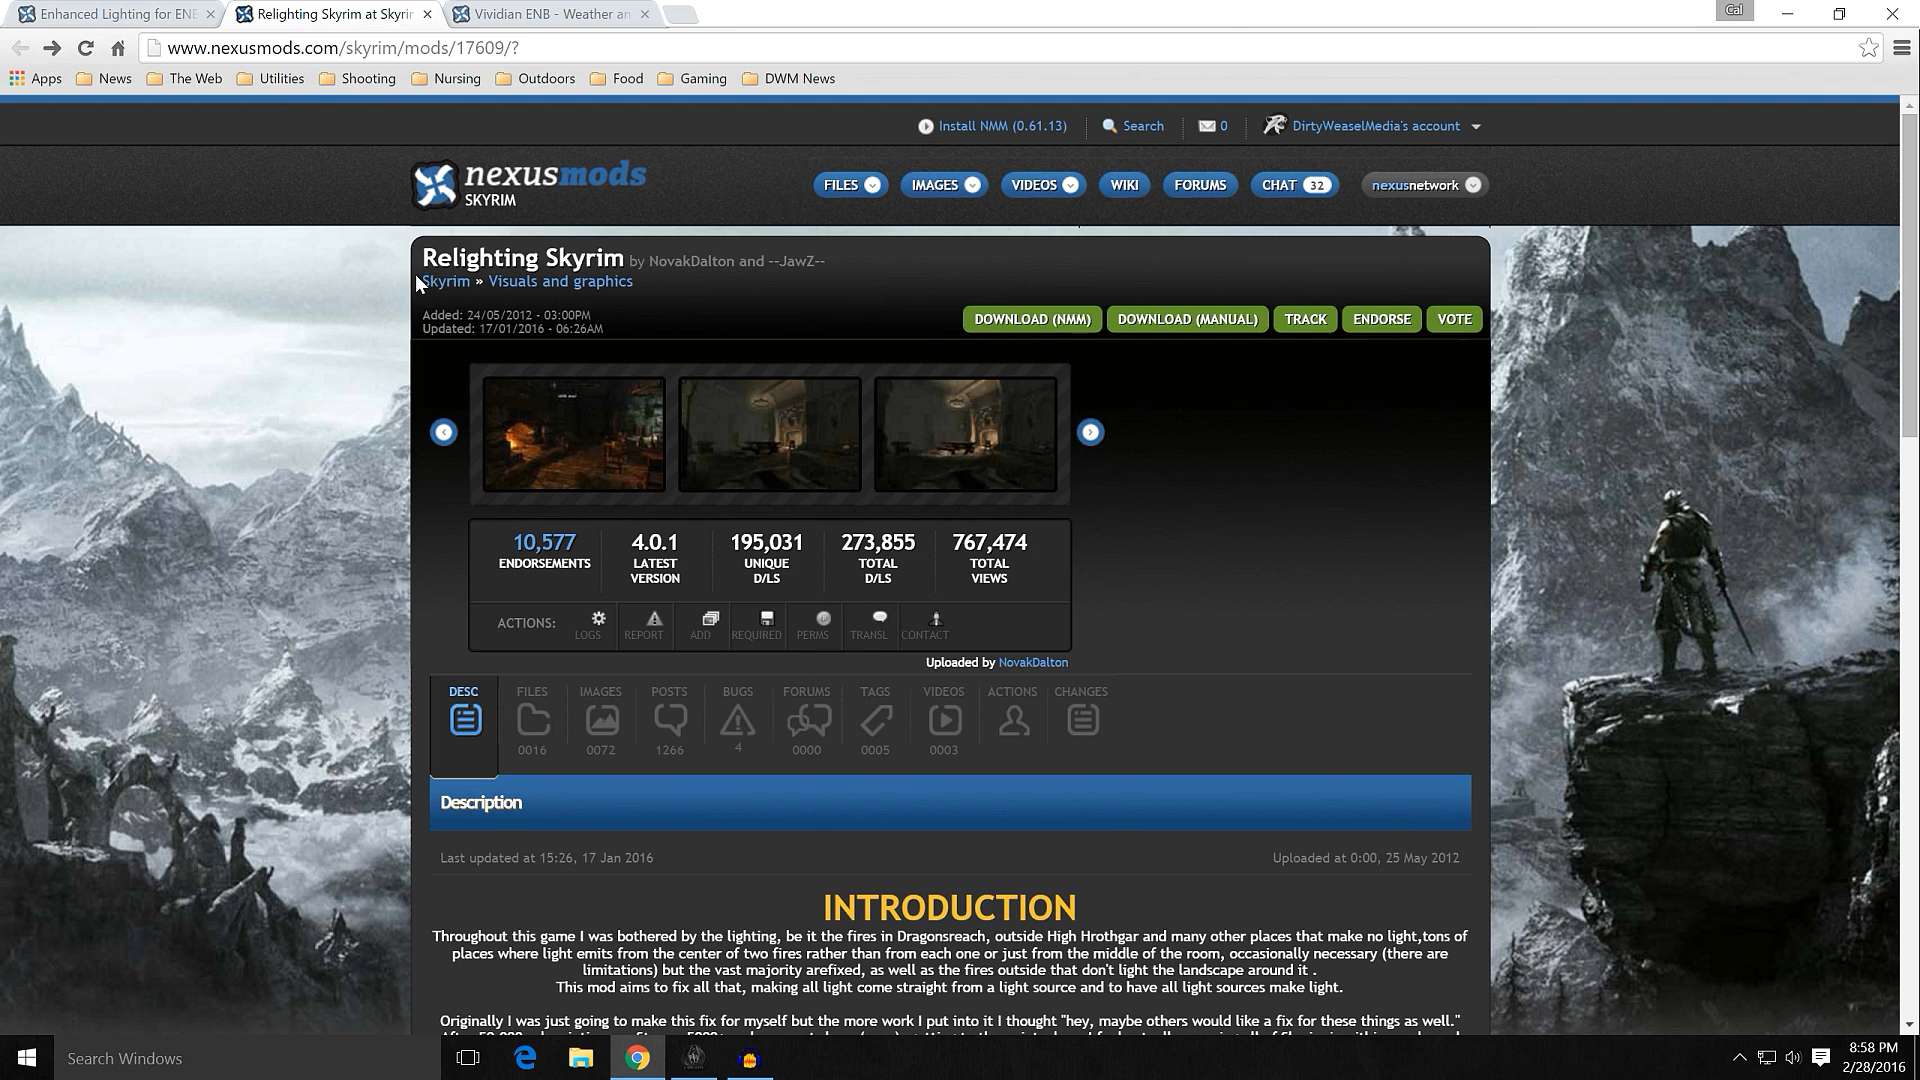 Enhanced Lighting for ENB
Relighting Skyrim at Skyrim
Vividian ENB - Weather an
Cal
www.nexusmods.com/skyrim/mods/17609/?
Apps
News
The Web
Utilities
Shooting
Nursing
Outdoors
Food
Gaming
DWM News
Install NMM (0.61.13)
Search
0
DirtyWeaselMedia's account
nexusmods
SKYRIM
FILES
IMAGES
VIDEOS
WIKI
FORUMS
CHAT 32
nexusnetwork
Relighting Skyrim by NovakDalton and --JawZ--
Skyrim » Visuals and graphics
Added: 24/05/2012 - 03:00PM
Updated: 17/01/2016 - 06:26AM
DOWNLOAD (NMM)
DOWNLOAD (MANUAL)
TRACK
ENDORSE
VOTE
10,577
ENDORSEMENTS
4.0.1
LATEST
VERSION
195,031
UNIQUE
D/LS
273,855
TOTAL
D/LS
767,474
TOTAL
VIEWS
ACTIONS:
LOGS
REPORT
ADD
REQUIRED
PERMS
TRANSL
CONTACT
Uploaded by NovakDalton
DESC
FILES
0016
IMAGES
0072
POSTS
1266
BUGS
4
FORUMS
0000
TAGS
0005
VIDEOS
0003
ACTIONS
CHANGES
Description
Last updated at 15:26, 17 Jan 2016
Uploaded at 0:00, 25 May 2012
INTRODUCTION
Throughout this game I was bothered by the lighting, be it the fires in Dragonsreach, outside High Hrothgar and many other places that make no light,tons of
places where light emits from the center of two fires rather than from each one or just from the middle of the room, occasionally necessary (there are
limitations) but the vast majority arefixed, as well as the fires outside that don't light the landscape around it .
This mod aims to fix all that, making all light come straight from a light source and to have all light sources make light.
Originally I was just going to make this fix for myself but the more work I put into it I thought "hey, maybe others would like a fix for these things as well."
Search Windows
8:58 PM
2/28/2016